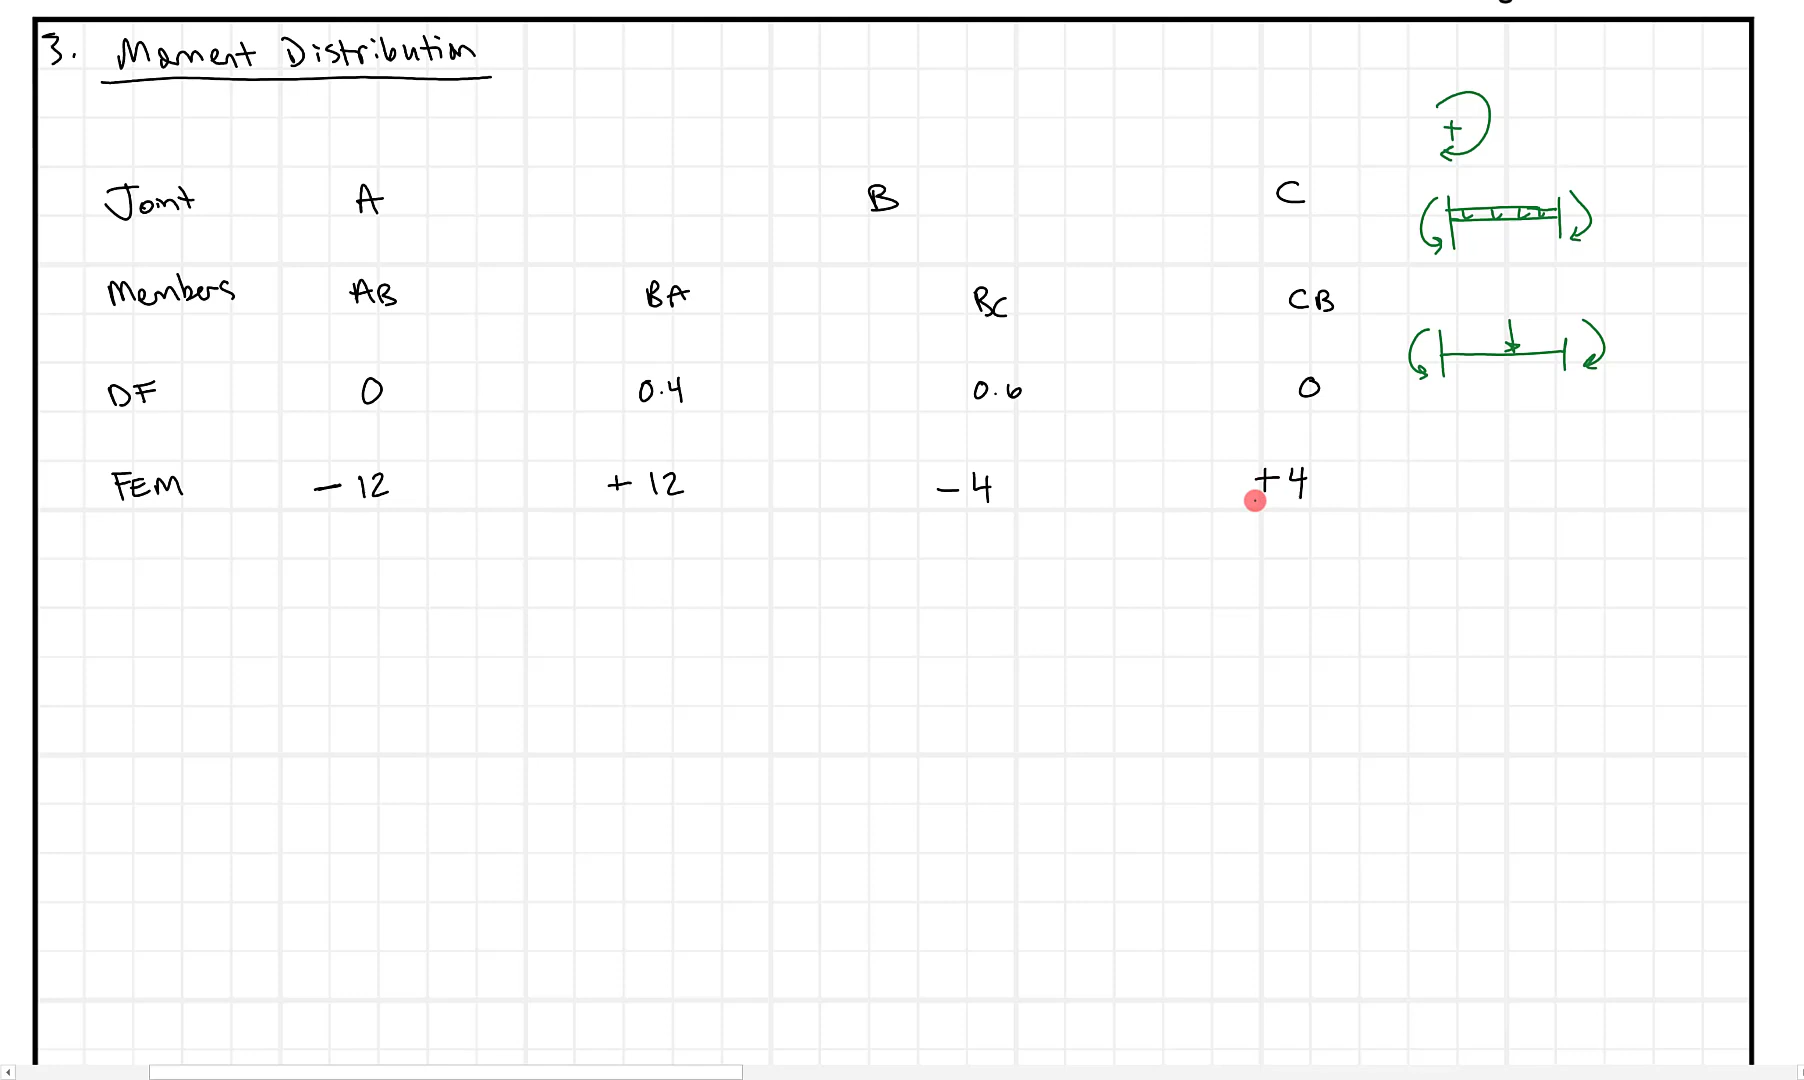 3. Moment Distribution
+
Joint A B C
Members AB BA BC CB
DF 0 0.4 0.6 0
FEM - 12 + 12 - 4 + 4